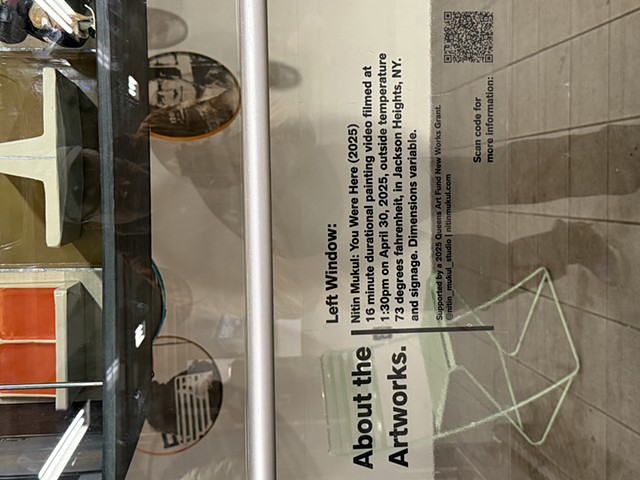 About the
Artworks.
Left Window:
Nitin Mukul: You Were Here (2025)
16 minute durational painting video filmed at
1:30pm on April 30, 2025, outside temperature
73 degrees fahrenheit, in Jackson Heights, NY.
and signage. Dimensions variable.
Supported by a 2025 Queens Art Fund New Works Grant.
@nitin_mukul_studio | nitinmukul.com
Scan code for
more information: